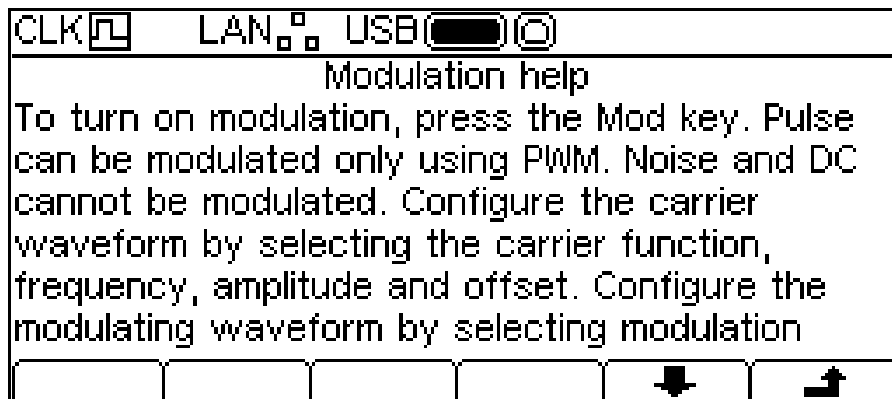 CLK LAN USB
Modulation help
To turn on modulation, press the Mod key. Pulse
can be modulated only using PWM. Noise and DC
cannot be modulated. Configure the carrier
waveform by selecting the carrier function,
frequency, amplitude and offset. Configure the
modulating waveform by selecting modulation